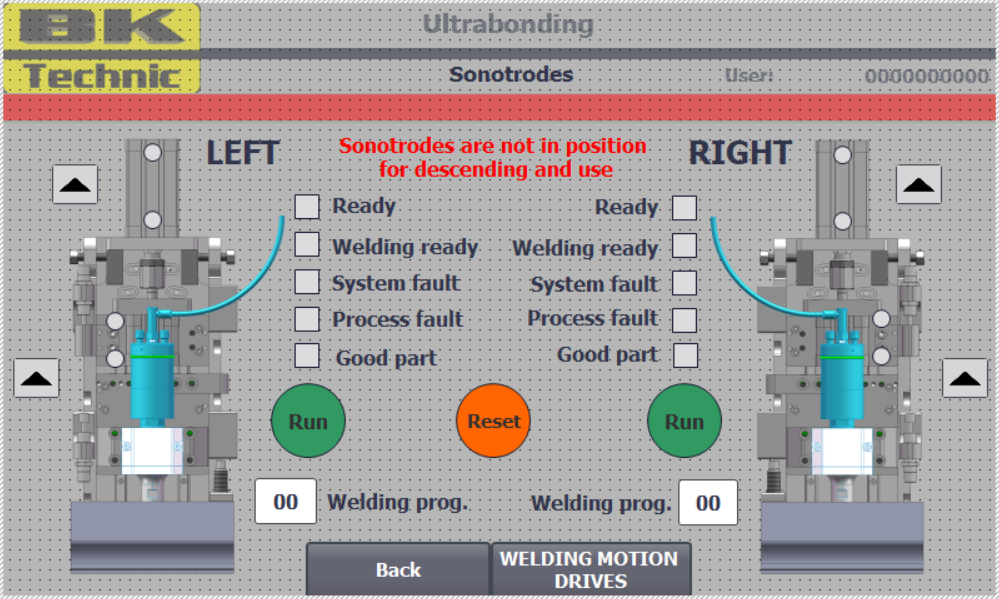 BK
Technic
Ultrabonding
Sonotrodes
User:
0000000000
LEFT
Sonotrodes are not in position
for descending and use
RIGHT
Ready
Ready
Welding ready
Welding ready
System fault
System fault
Process fault
Process fault
Good part
Good part
Run
Reset
Run
00
Welding prog.
Welding prog.
00
Back
WELDING MOTION
DRIVES